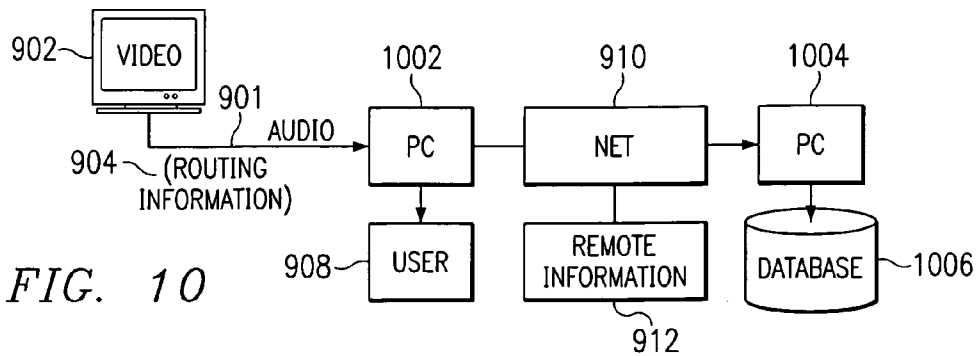 902
VIDEO
901
AUDIO
904
(ROUTING
INFORMATION)
1002
PC
910
NET
1004
PC
908
USER
REMOTE
INFORMATION
912
DATABASE
1006
FIG. 10